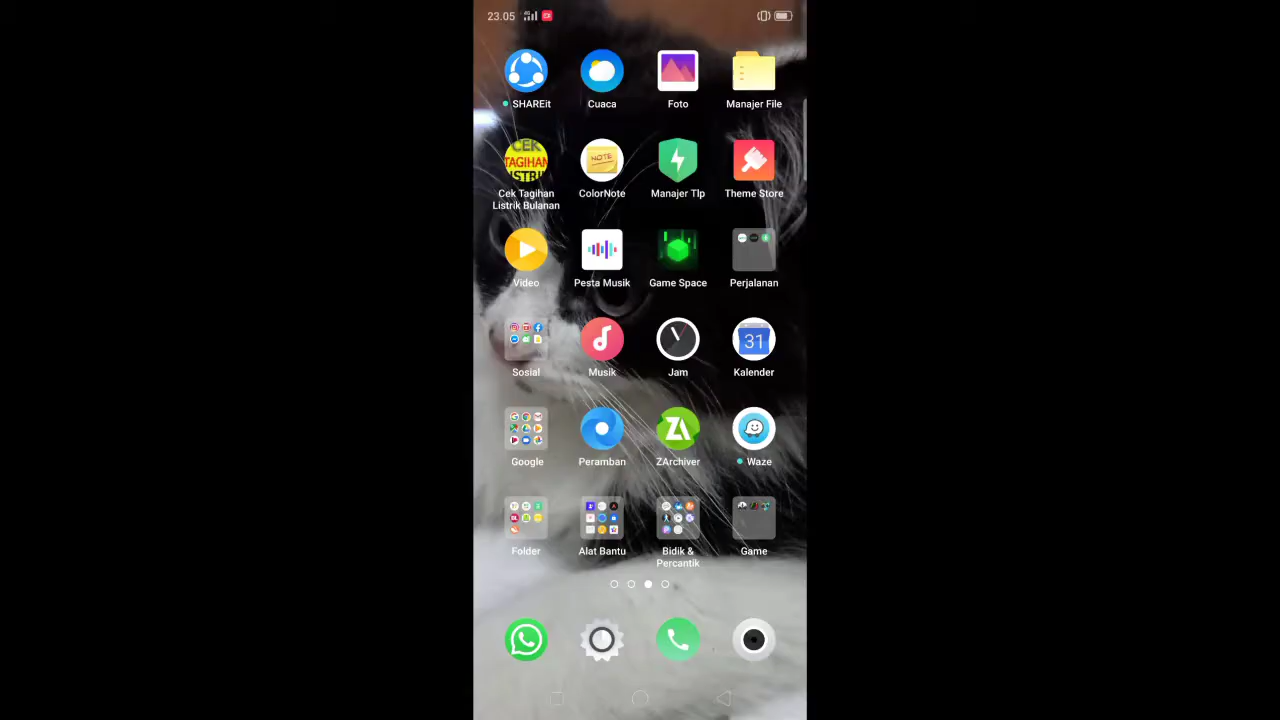 23.05
SHAREit
Cuaca
Foto
Manajer File
CEK
TAGIHAN
LISTRIK
NOTE
Cek Tagihan
Listrik Bulanan
ColorNote
Manajer Tlp
Theme Store
Video
Pesta Musik
Game Space
Perjalanan
31
Sosial
Musik
Jam
Kalender
ZA
Google
Peramban
ZArchiver
Waze
Folder
Alat Bantu
Bidik &
Percantik
Game